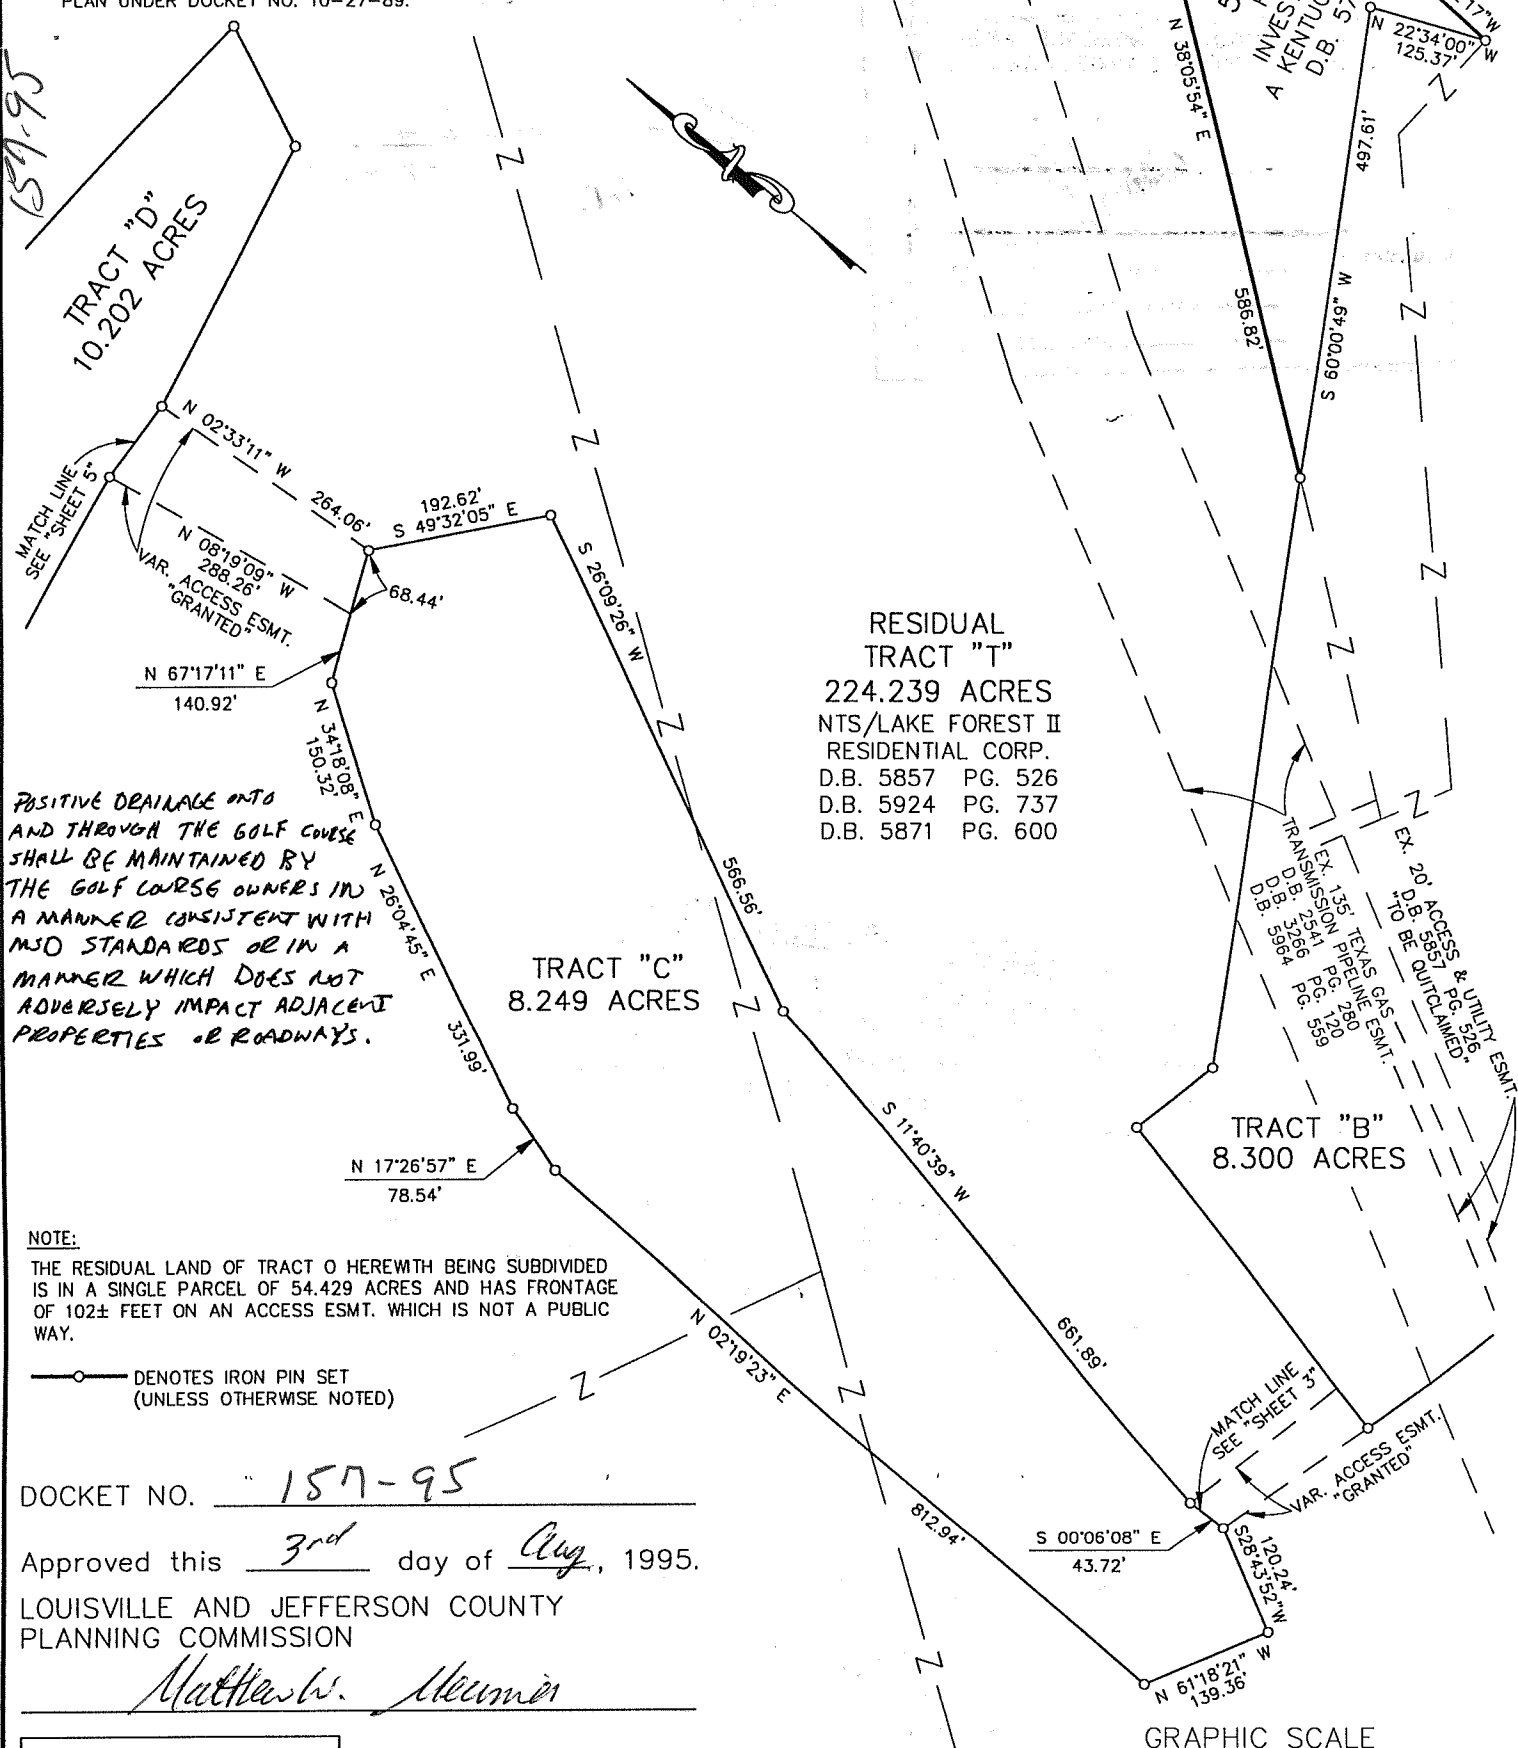 PLAN UNDER DOCKET NO. 10-27-89.
TRACT "D"
10.202 ACRES
N 38°05'54" E
586.82'
INVES
A KENTUC
D.B. 57
17"W
N 22°34'00" W
125.37'
497.61'
S 60°00'49" W
MATCH LINE
SEE "SHEET 5"
N 02°33'11" W
264.06'
N 08°19'09" W
288.26'
VAR. ACCESS ESMT.
"GRANTED"
192.62'
S 49°32'05" E
68.44'
N 67°17'11" E
140.92'
S 26°09'26" W
566.56'
N 34°18'08" E
150.32'
RESIDUAL
TRACT "T"
224.239 ACRES
NTS/LAKE FOREST II
RESIDENTIAL CORP.
D.B. 5857 PG. 526
D.B. 5924 PG. 737
D.B. 5871 PG. 600
POSITIVE DRAINAGE ONTO
AND THROUGH THE GOLF COURSE
SHALL BE MAINTAINED BY
THE GOLF COURSE OWNERS IN
A MANNER CONSISTENT WITH
MSD STANDARDS OR IN A
MANNER WHICH DOES NOT
ADVERSELY IMPACT ADJACENT
PROPERTIES OR ROADWAYS.
N 26°04'45" E
331.99'
TRACT "C"
8.249 ACRES
EX. 20' ACCESS & UTILITY ESMT.
D.B. 5857 PG. 526
"TO BE QUITCLAIMED"
EX. 135' TEXAS GAS
TRANSMISSION PIPELINE ESMT.
D.B. 2541 PG. 280
D.B. 3266 PG. 120
D.B. 5964 PG. 559
TRACT "B"
8.300 ACRES
N 17°26'57" E
78.54'
S 11°40'39" W
661.89'
NOTE:
THE RESIDUAL LAND OF TRACT O HEREWITH BEING SUBDIVIDED
IS IN A SINGLE PARCEL OF 54.429 ACRES AND HAS FRONTAGE
OF 102± FEET ON AN ACCESS ESMT. WHICH IS NOT A PUBLIC
WAY.
DENOTES IRON PIN SET
(UNLESS OTHERWISE NOTED)
N 02°19'23" E
812.94'
MATCH LINE
SEE "SHEET 3"
VAR. ACCESS ESMT.
"GRANTED"
S 00°06'08" E
43.72'
120.24'
S28°43'52"W
N 61°18'21" W
139.36'
DOCKET NO. 157-95
Approved this 3rd day of Aug, 1995.
LOUISVILLE AND JEFFERSON COUNTY
PLANNING COMMISSION
Matthew W. Meunier
GRAPHIC SCALE